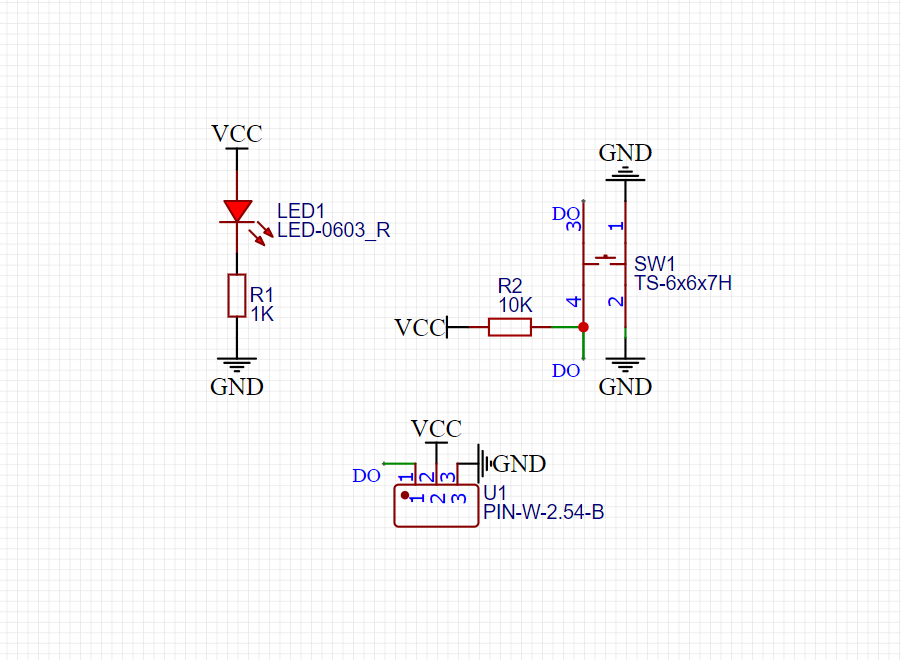 VCC
LED1
LED-0603_R
R1
1K
GND
GND
DO
3
1
SW1
TS-6x6x7H
4
2
R2
10K
VCC
DO
GND
VCC
DO
GND
1
2
3
1
2
3
U1
PIN-W-2.54-B